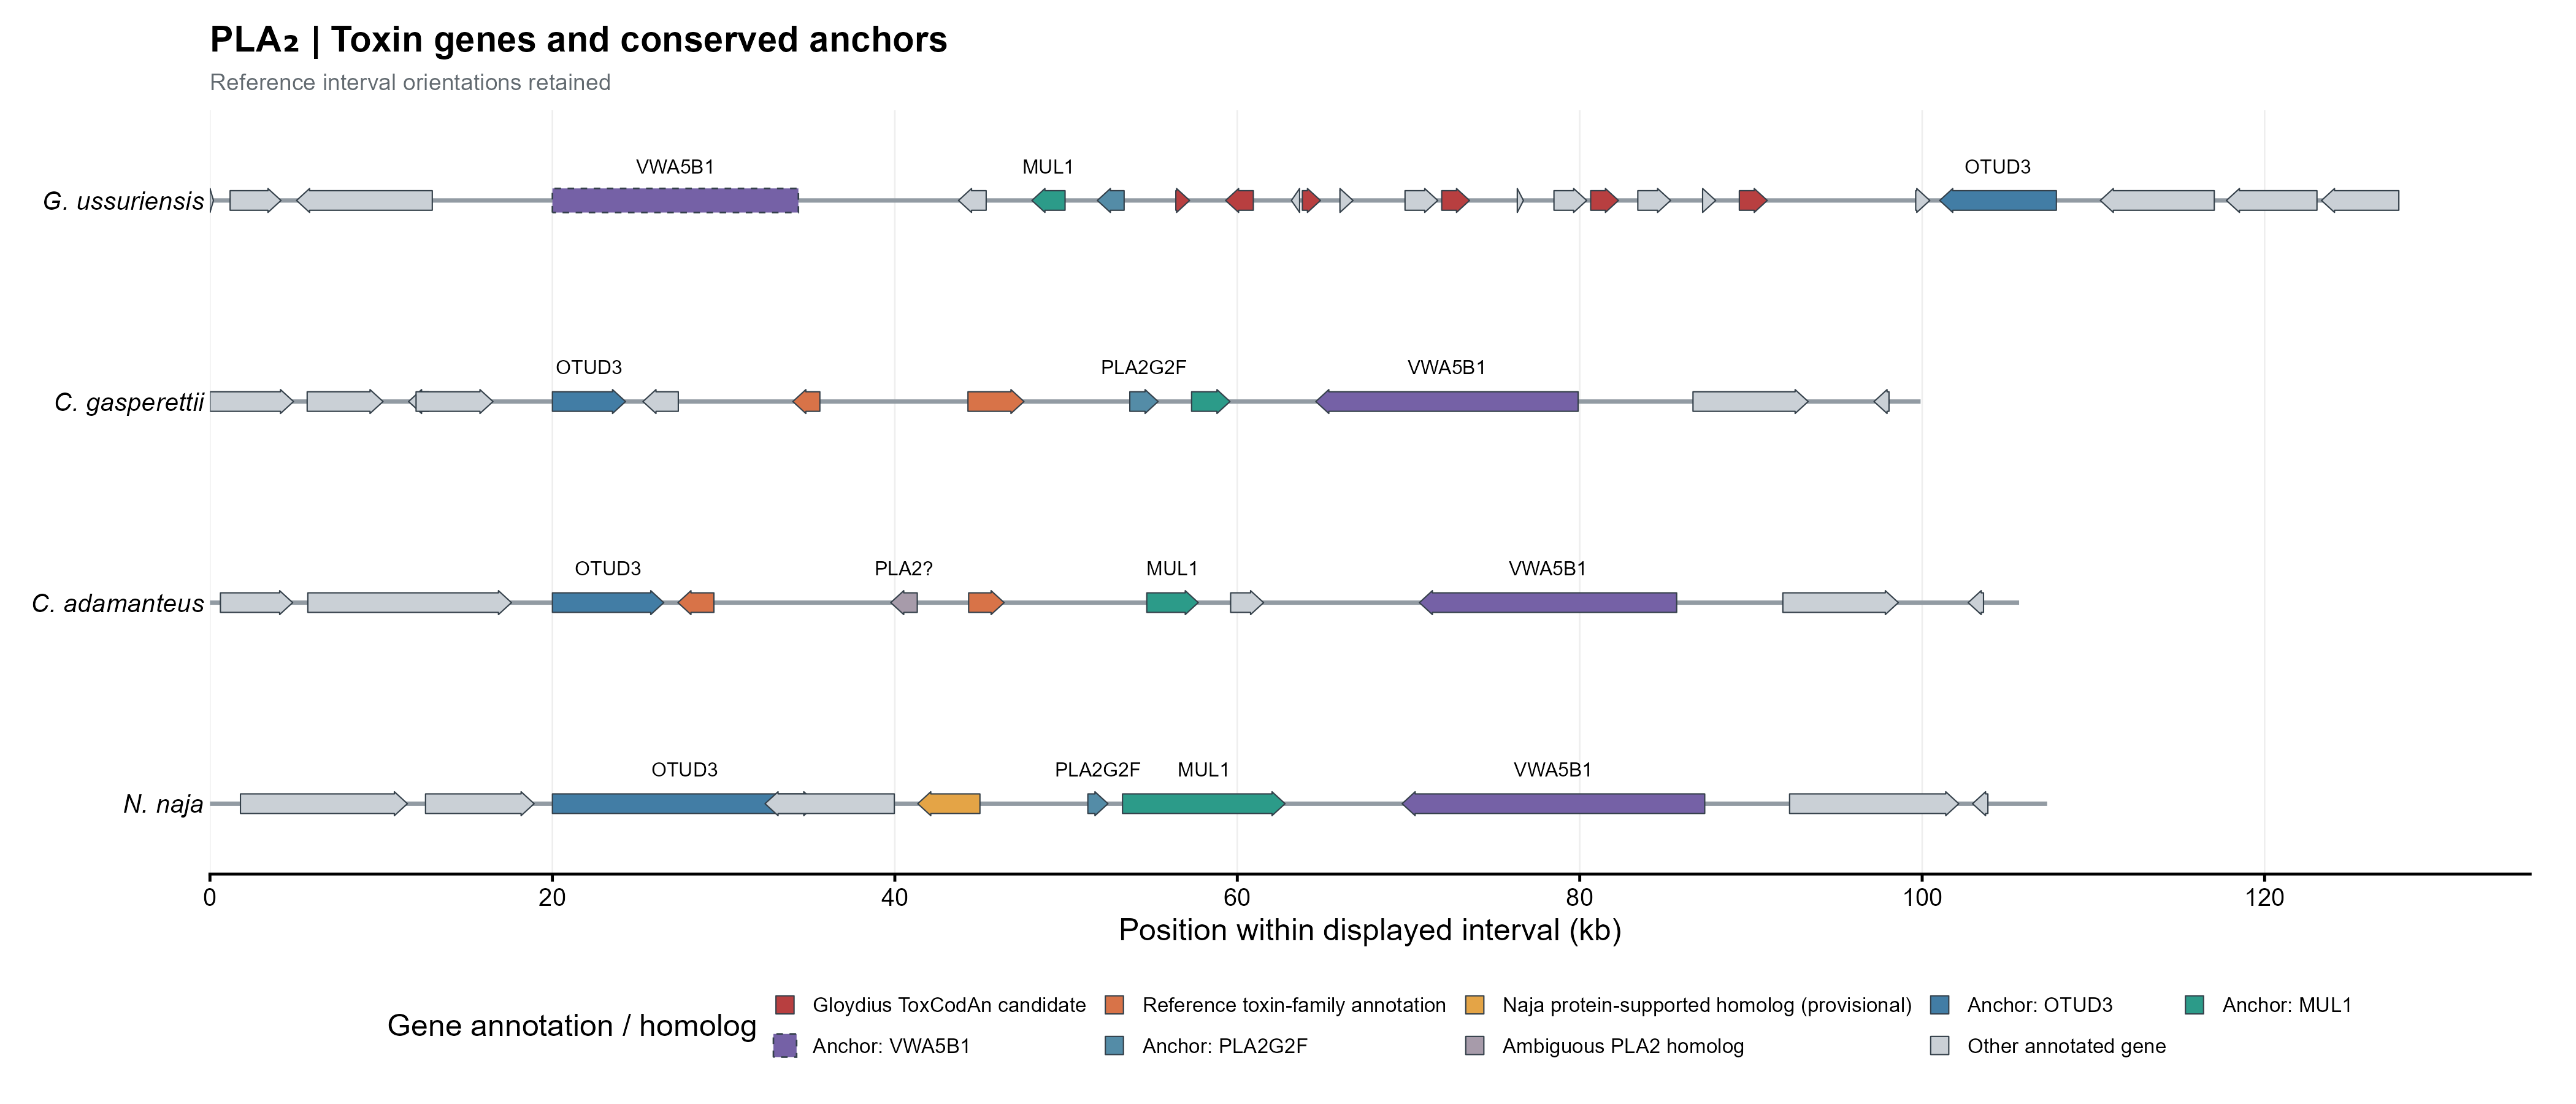 PLA₂ | Toxin genes and conserved anchors
Reference interval orientations retained
VWA5B1 MUL1 OTUD3
G. ussuriensis
OTUD3 PLA2G2F VWA5B1
C. gasperettii
OTUD3 PLA2? MUL1 VWA5B1
C. adamanteus
OTUD3 PLA2G2F MUL1 VWA5B1
N. naja
0 20 40 60 80 100 120
Position within displayed interval (kb)
Gene annotation / homolog
Gloydius ToxCodAn candidate Reference toxin-family annotation Naja protein-supported homolog (provisional) Anchor: OTUD3 Anchor: MUL1
Anchor: VWA5B1 Anchor: PLA2G2F Ambiguous PLA2 homolog Other annotated gene